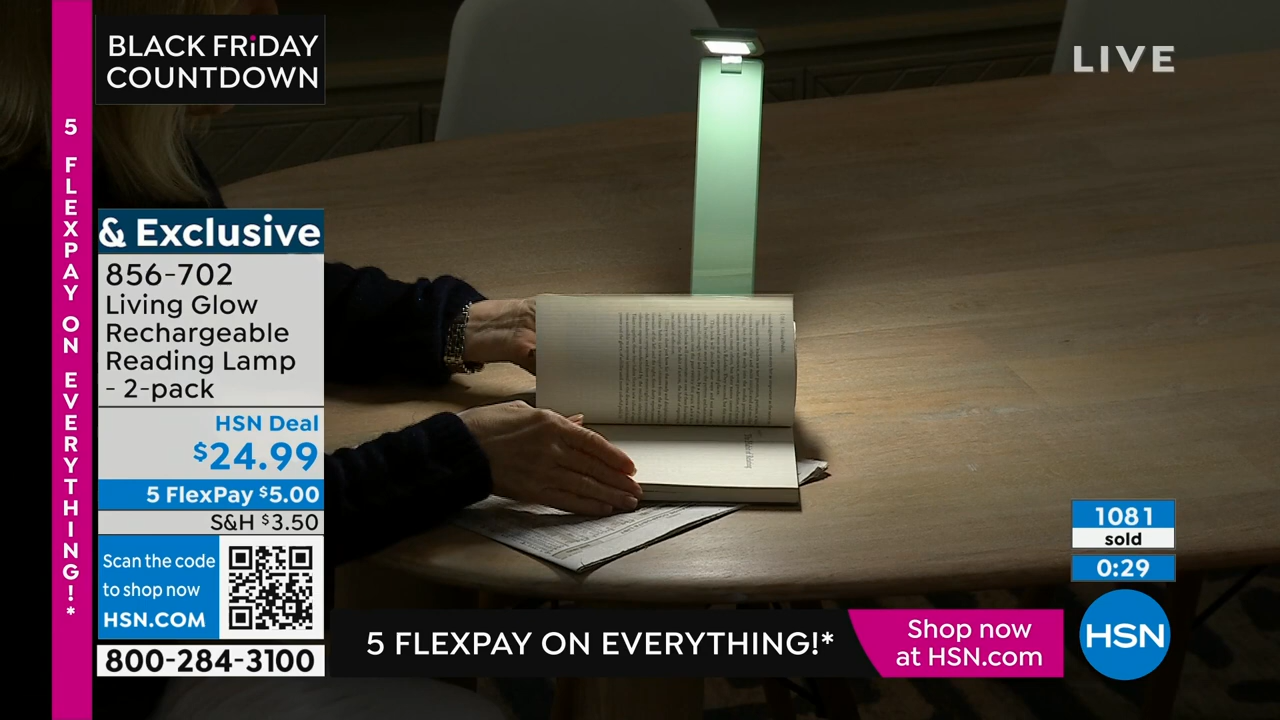 BLACK FRiDAY
COUNTDOWN
LIVE
5 FLEXPAY ON EVERYTHING!*
& Exclusive
856-702
Living Glow
Rechargeable
Reading Lamp
- 2-pack
HSN Deal
$24.99
5 FlexPay $5.00
S&H $3.50
Scan the code
to shop now
HSN.COM
800-284-3100
1081
sold
0:29
5 FLEXPAY ON EVERYTHING!*
Shop now
at HSN.com
HSN